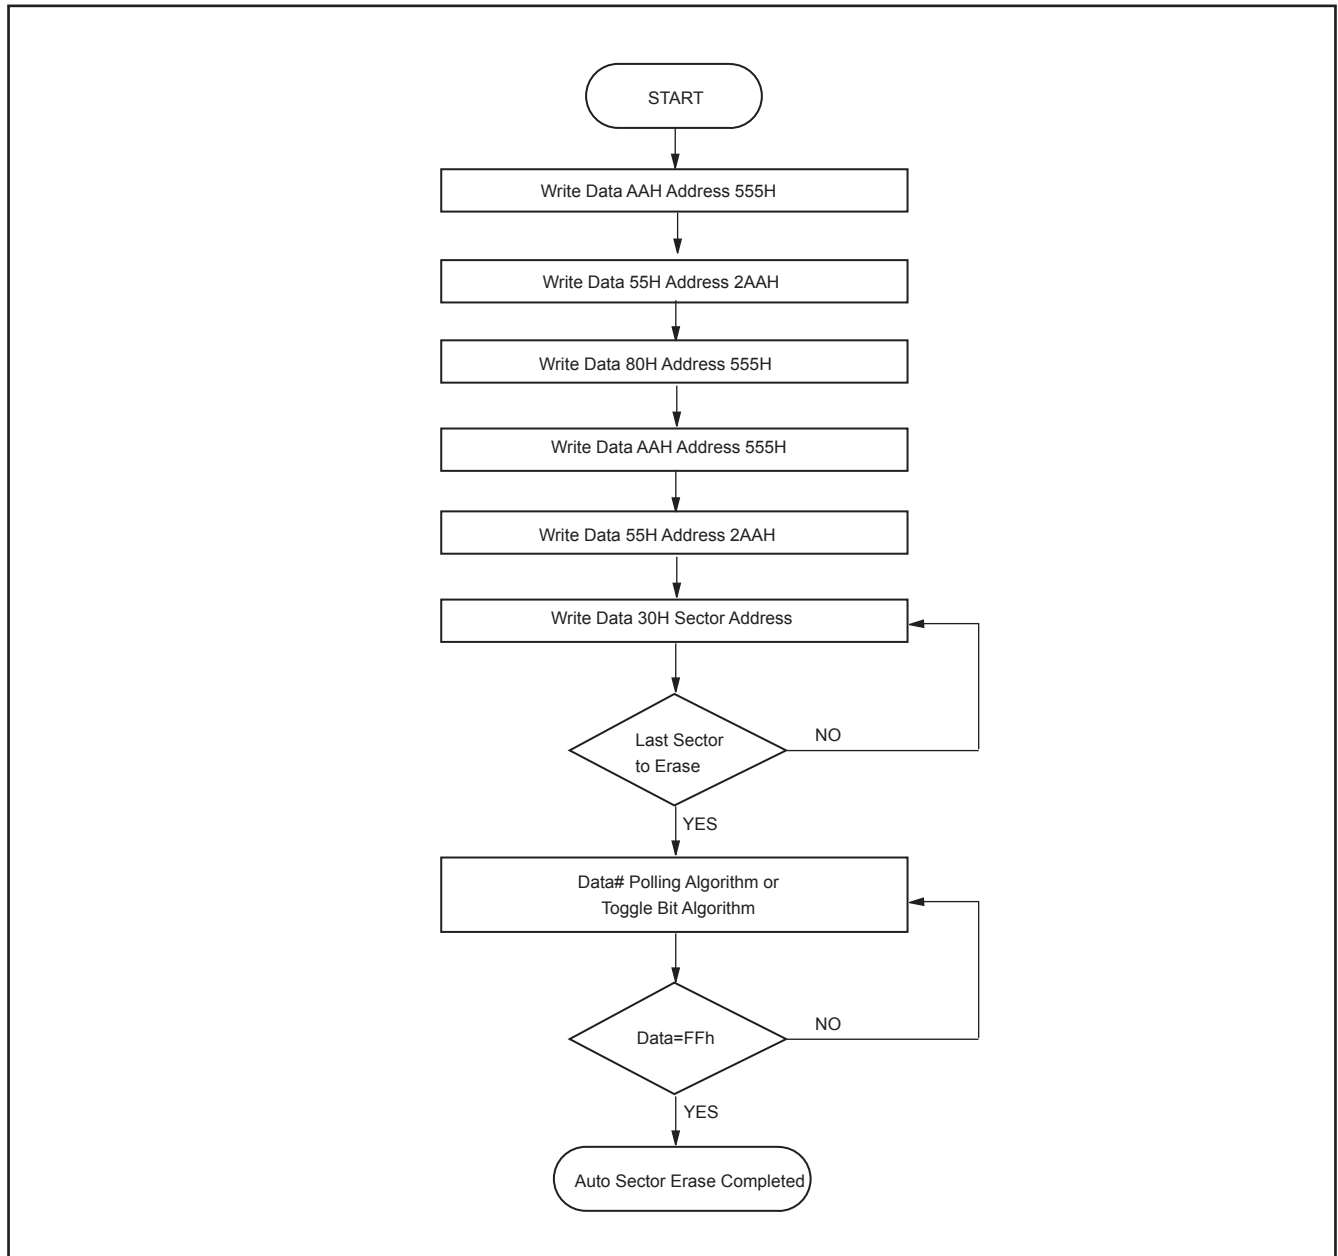 START
Write Data AAH Address 555H
Write Data 55H Address 2AAH
Write Data 80H Address 555H
Write Data AAH Address 555H
Write Data 55H Address 2AAH
Write Data 30H Sector Address
Last Sector
to Erase
NO
YES
Data# Polling Algorithm or
Toggle Bit Algorithm
Data=FFh
NO
YES
Auto Sector Erase Completed